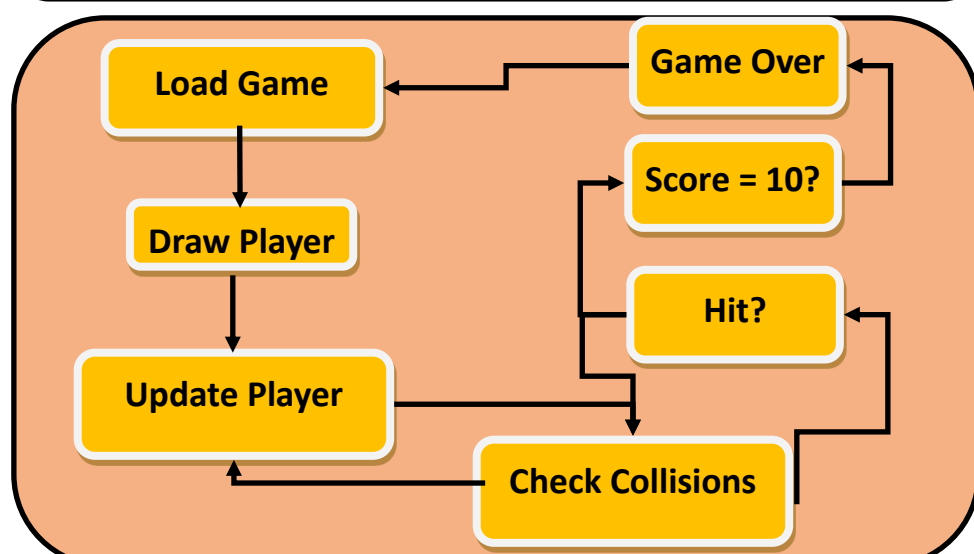 Load Game
Game Over
Score = 10?
Draw Player
Hit?
Update Player
Check Collisions